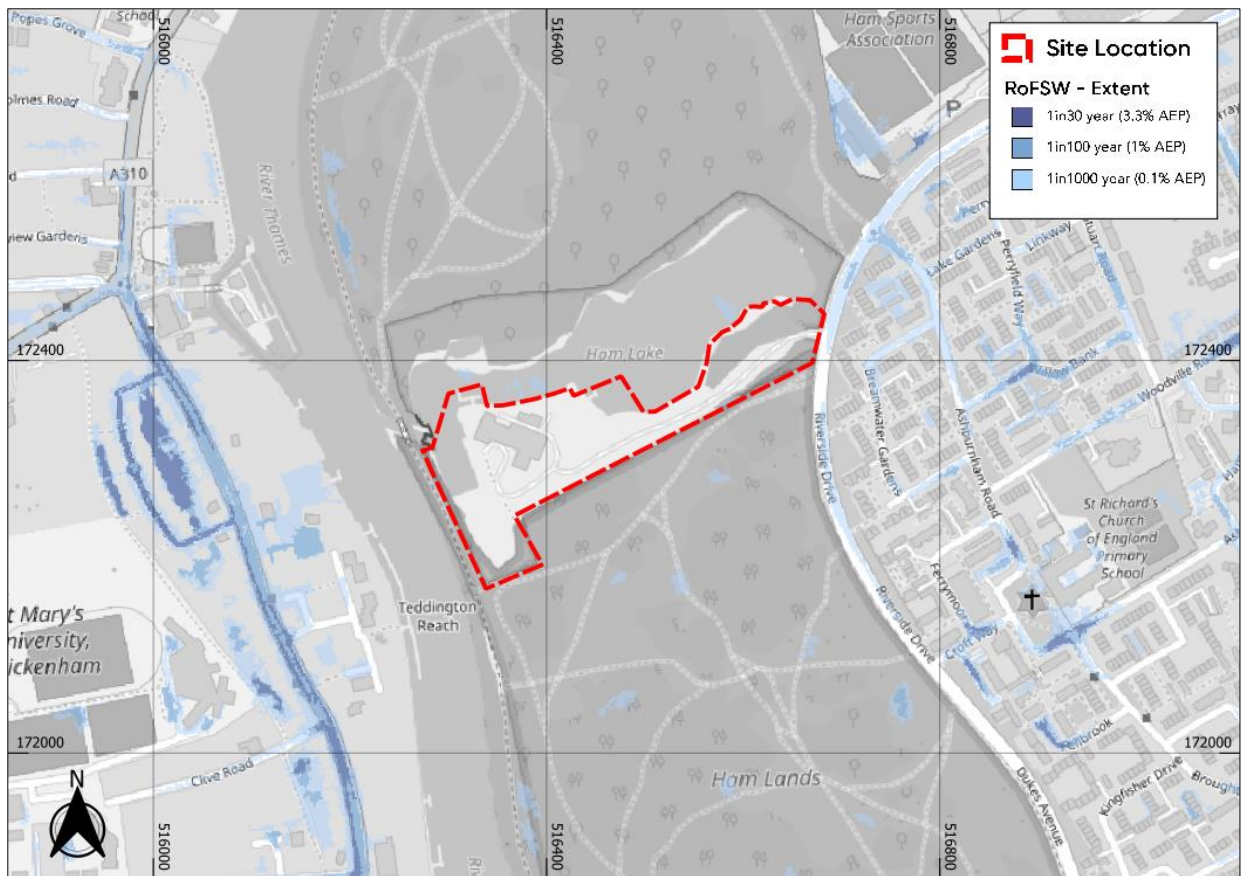 Site Location
RoFSW - Extent
1in30 year (3.3% AEP)
1in100 year (1% AEP)
1in1000 year (0.1% AEP)
516000
516400
516800
Popes Grove
Ham Sports
Association
P
olmes Road
A310
River Thames
view Gardens
Lake Gardens
Perryfield Way
Linkway
172400
172400
Ham Lake
Woodville
Breamwater Gardens
Riverside Drive
Ashburnham Road
St Richard's
Church
of England
Primary
School
Teddington
Reach
t Mary's
niversity,
ickenham
Croft Way
Riverside Drive
172000
172000
Clive Road
Ham Lands
Dukes Avenue
Kingfisher Drive
N
516000
516400
516800